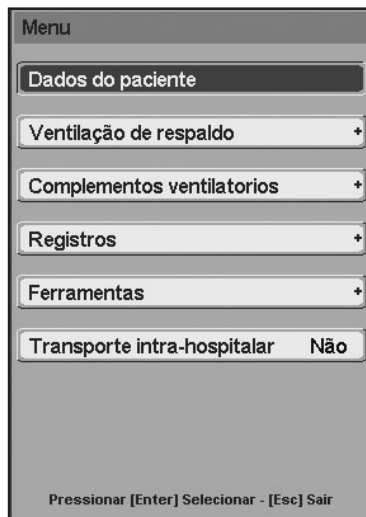 Menu
Dados do paciente
Ventilação de respaldo +
Complementos ventilatorios +
Registros +
Ferramentas +
Transporte intra-hospitalar Não
Pressionar [Enter] Selecionar - [Esc] Sair